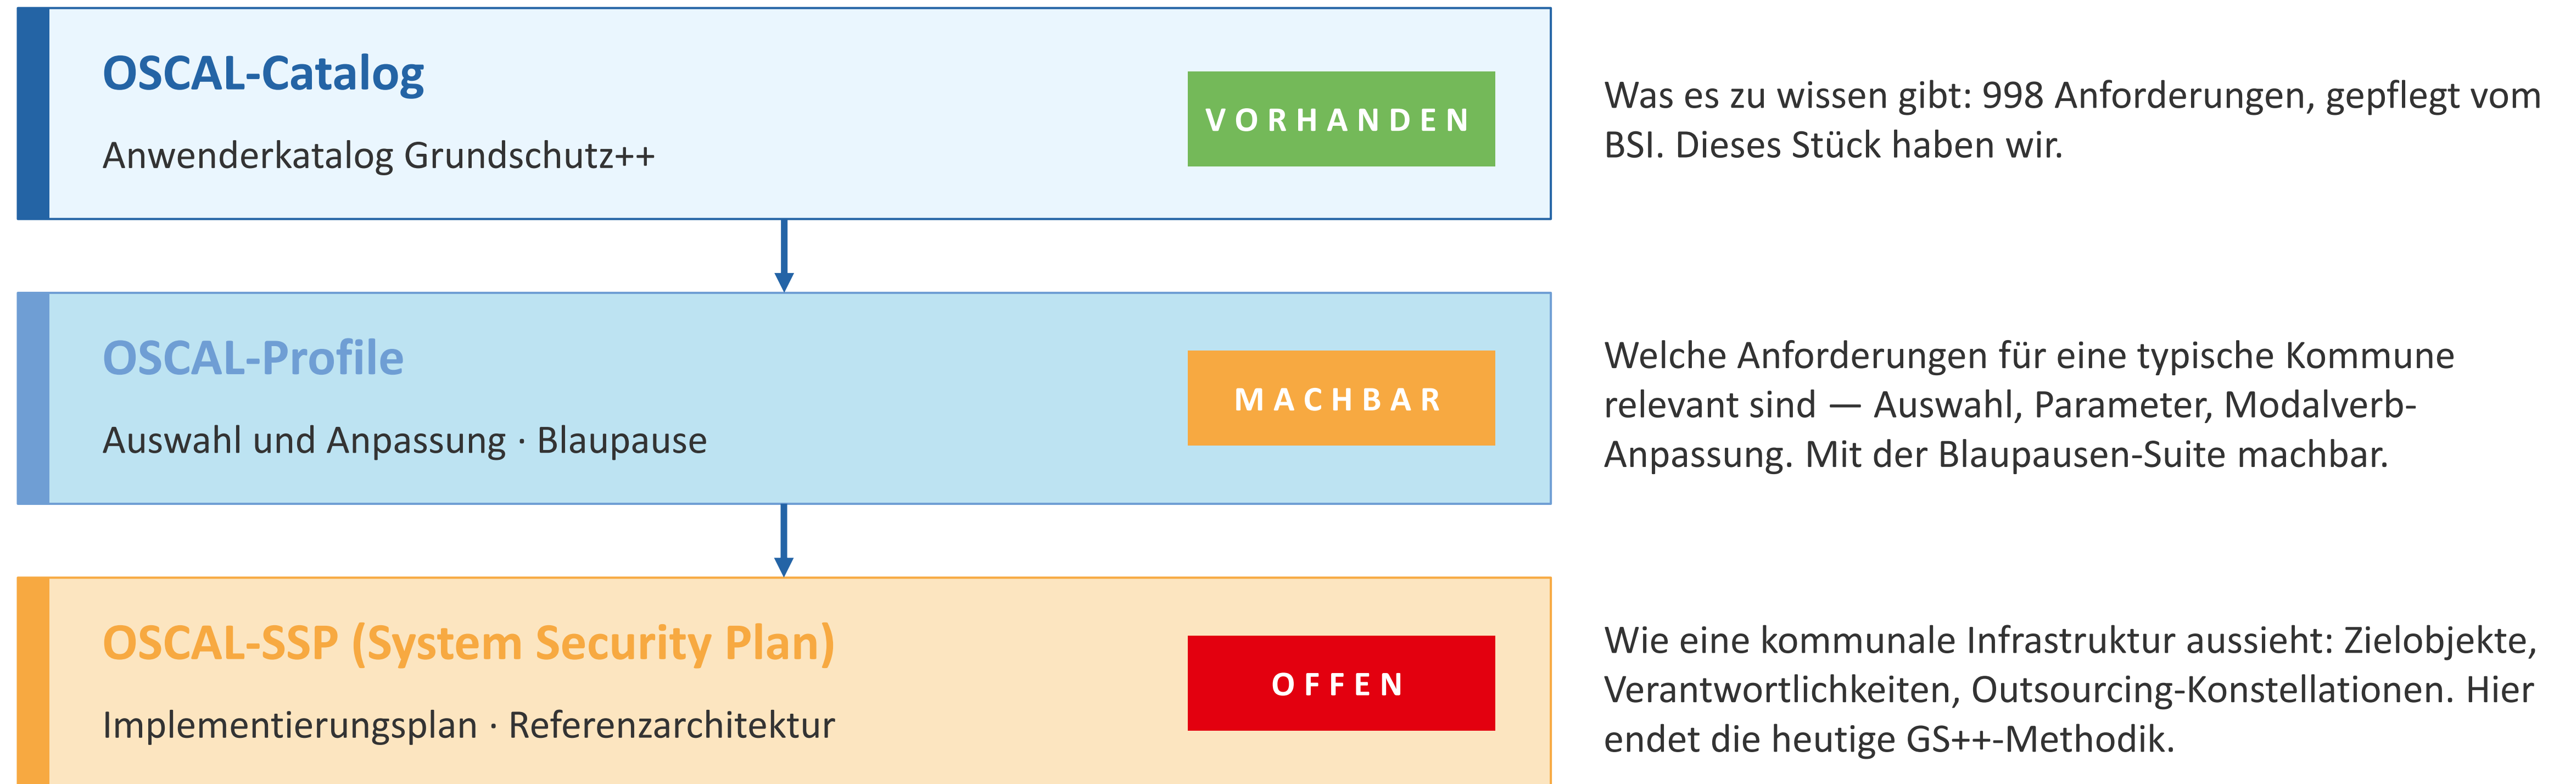 OSCAL-Catalog
Anwenderkatalog Grundschutz++
VORHANDEN
Was es zu wissen gibt: 998 Anforderungen, gepflegt vom
BSI. Dieses Stück haben wir.
OSCAL-Profile
Auswahl und Anpassung · Blaupause
MACHBAR
Welche Anforderungen für eine typische Kommune
relevant sind — Auswahl, Parameter, Modalverb-
Anpassung. Mit der Blaupausen-Suite machbar.
OSCAL-SSP (System Security Plan)
Implementierungsplan · Referenzarchitektur
OFFEN
Wie eine kommunale Infrastruktur aussieht: Zielobjekte,
Verantwortlichkeiten, Outsourcing-Konstellationen. Hier
endet die heutige GS++-Methodik.